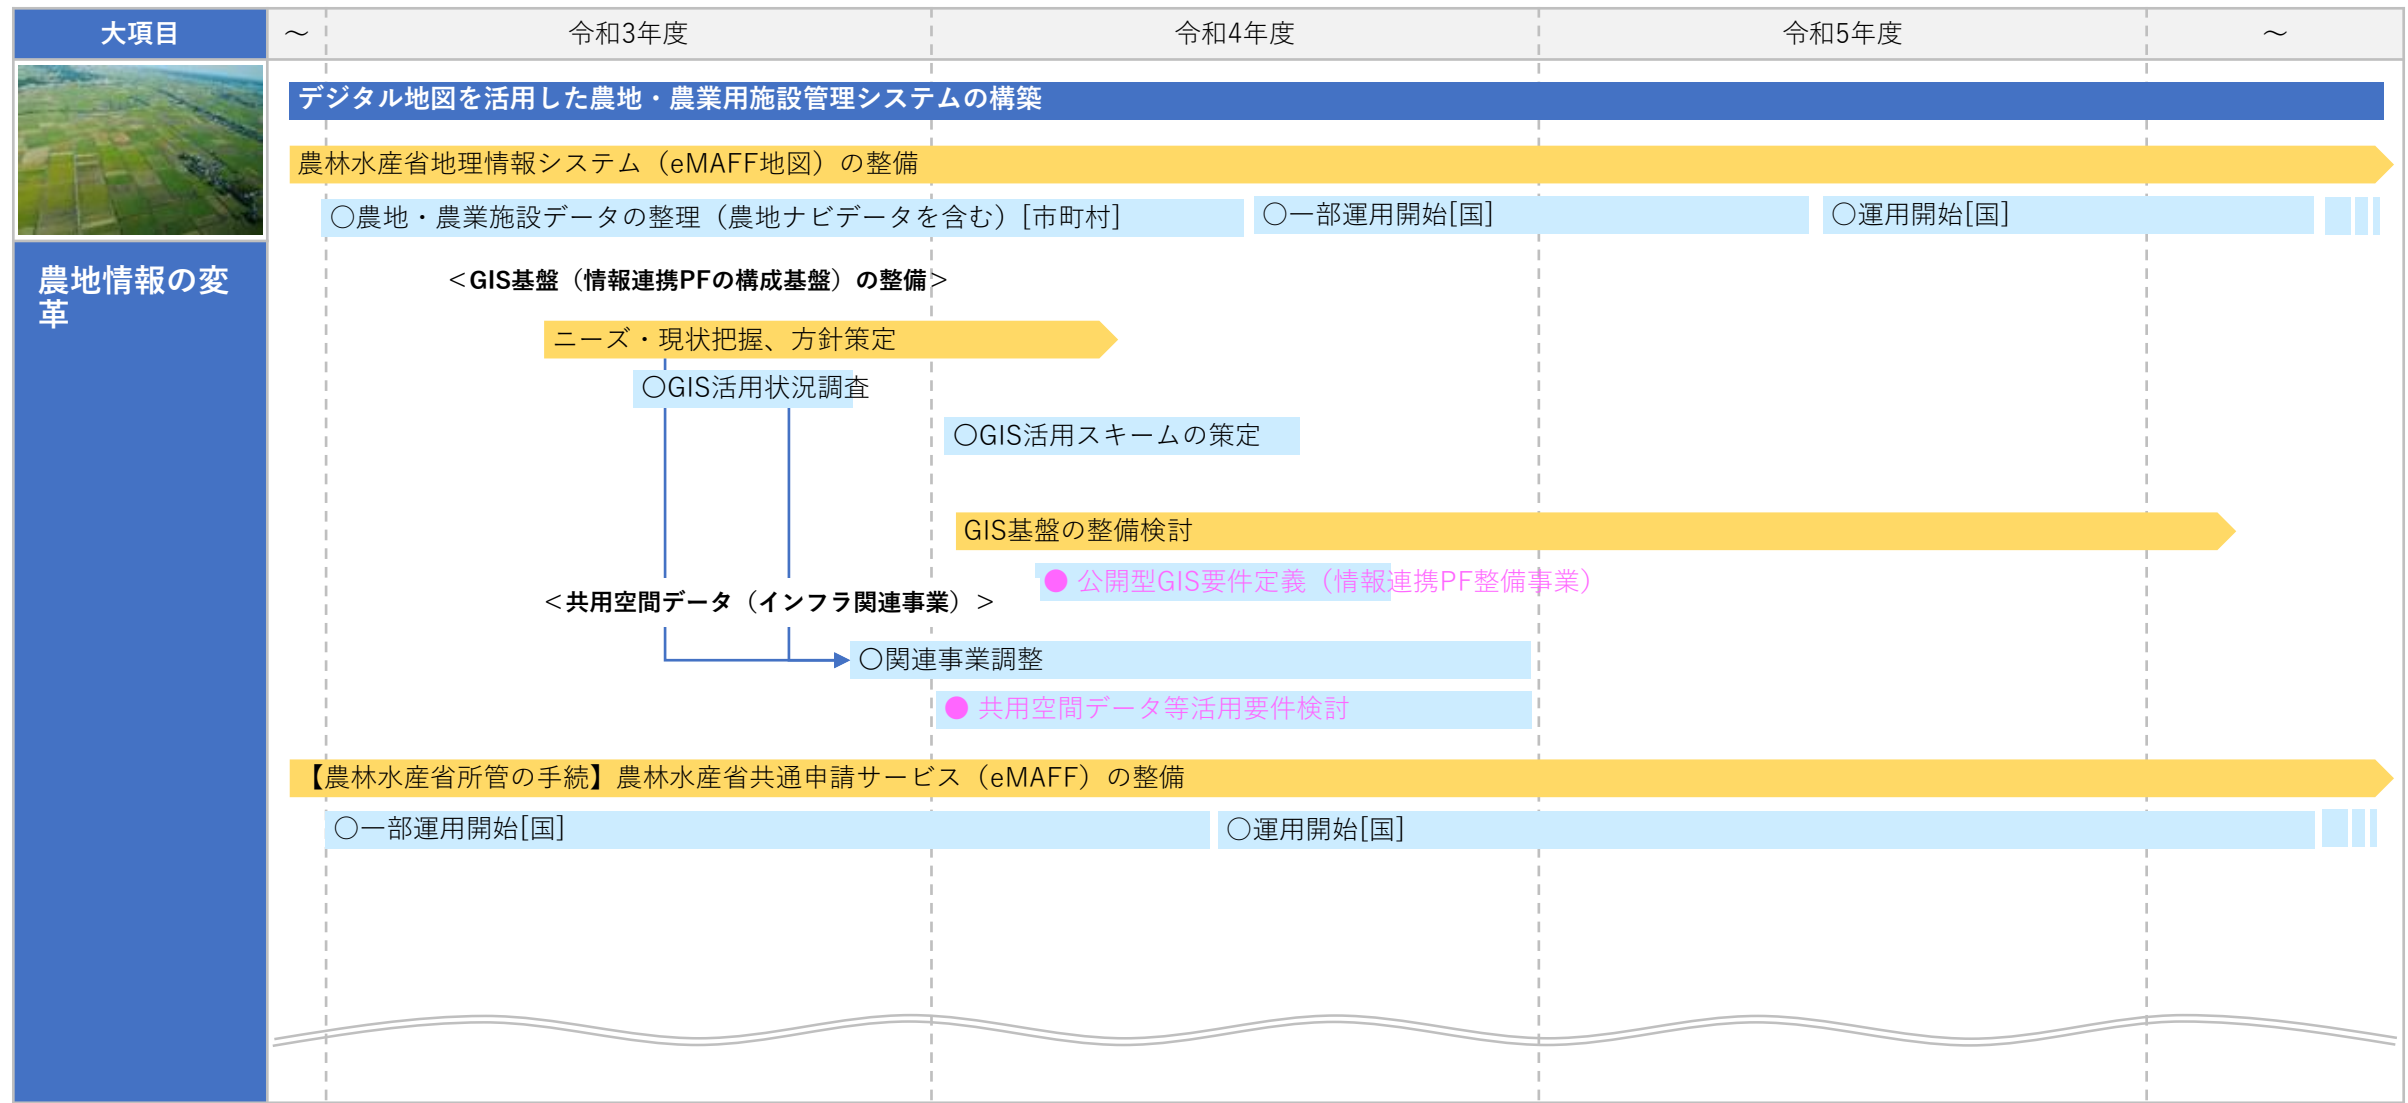 大項目
～
令和3年度
令和4年度
令和5年度
～
デジタル地図を活用した農地・農業用施設管理システムの構築
農林水産省地理情報システム（eMAFF地図）の整備
〇農地・農業施設データの整理（農地ナビデータを含む）[市町村]
〇一部運用開始[国]
〇運用開始[国]
農地情報の変
革
＜GIS基盤（情報連携PFの構成基盤）の整備＞
ニーズ・現状把握、方針策定
〇GIS活用状況調査
〇GIS活用スキームの策定
GIS基盤の整備検討
● 公開型GIS要件定義（情報連携PF整備事業）
＜共用空間データ（インフラ関連事業）＞
〇関連事業調整
● 共用空間データ等活用要件検討
【農林水産省所管の手続】農林水産省共通申請サービス（eMAFF）の整備
〇一部運用開始[国]
〇運用開始[国]